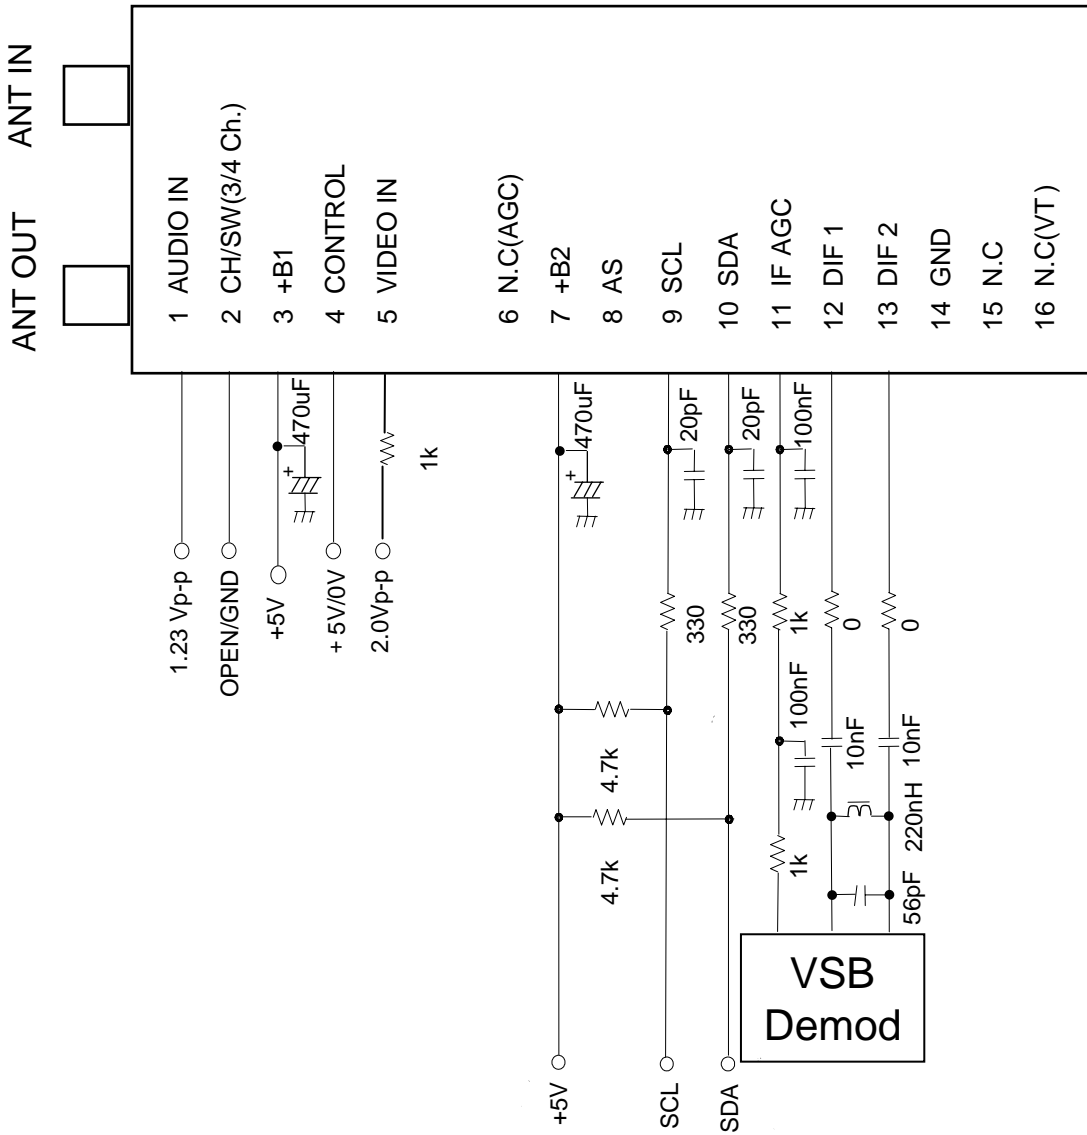 ANT IN
ANT OUT
1 AUDIO IN
2 CH/SW(3/4 Ch.)
3 +B1
4 CONTROL
5 VIDEO IN
6 N.C(AGC)
7 +B2
8 AS
9 SCL
10 SDA
11 IF AGC
12 DIF 1
13 DIF 2
14 GND
15 N.C
16 N.C(VT)
470uF
+
1k
470uF
+
20pF
20pF
100nF
1.23 Vp-p
OPEN/GND
+5V
+5V/0V
2.0Vp-p
330
330
1k
0
0
4.7k
4.7k
100nF
10nF
10nF
1k
220nH
56pF
VSB
Demod
+5V
SCL
SDA